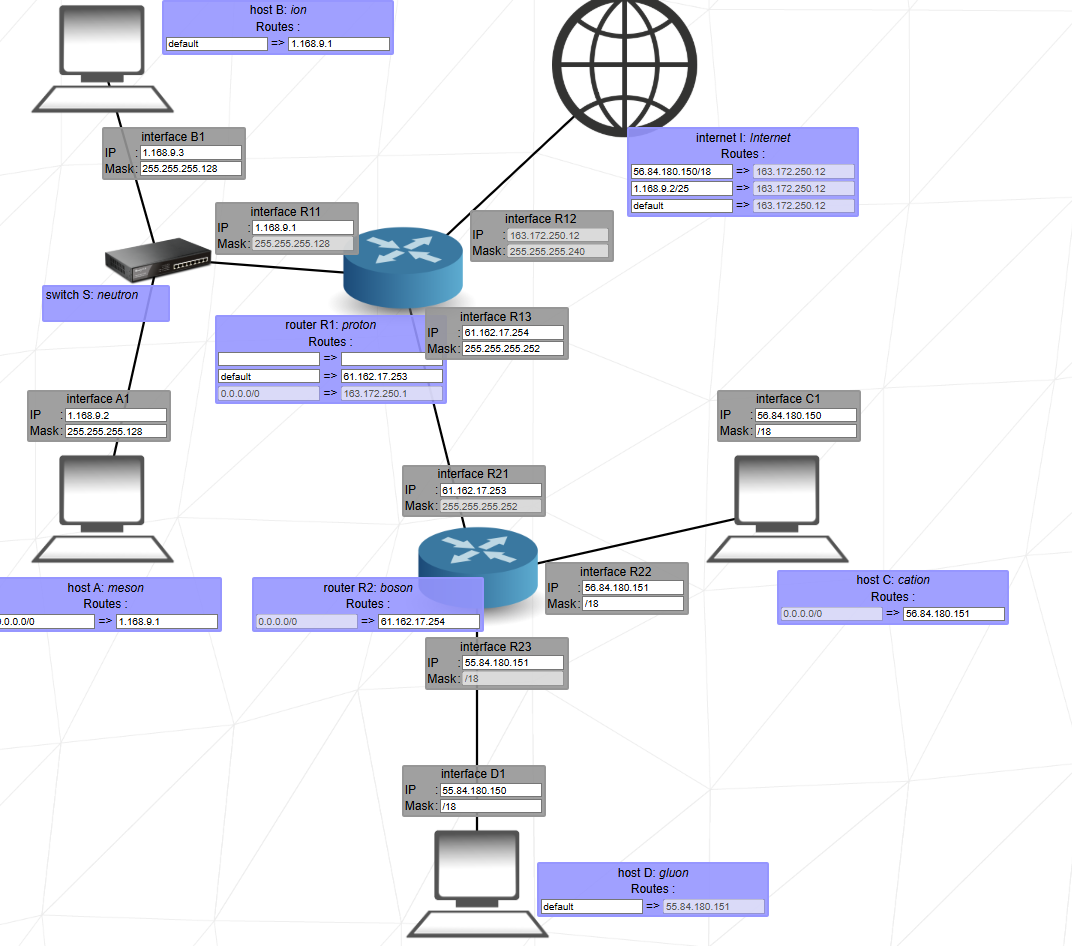 host B: ion
Routes :
default => 1.168.9.1
interface B1
IP : 1.168.9.3
Mask: 255.255.255.128
internet I: Internet
Routes :
56.84.180.150/18 => 163.172.250.12
1.168.9.2/25 => 163.172.250.12
default => 163.172.250.12
interface R11
IP : 1.168.9.1
Mask: 255.255.255.128
interface R12
IP : 163.172.250.12
Mask: 255.255.255.240
switch S: neutron
interface R13
IP : 61.162.17.254
Mask: 255.255.255.252
router R1: proton
Routes :
=>
default => 61.162.17.253
0.0.0.0/0 => 163.172.250.1
interface A1
IP : 1.168.9.2
Mask: 255.255.255.128
interface C1
IP : 56.84.180.150
Mask: /18
interface R21
IP : 61.162.17.253
Mask: 255.255.255.252
interface R22
IP : 56.84.180.151
Mask: /18
host A: meson
Routes :
0.0.0.0/0 => 1.168.9.1
router R2: boson
Routes :
0.0.0.0/0 => 61.162.17.254
host C: cation
Routes :
0.0.0.0/0 => 56.84.180.151
interface R23
IP : 55.84.180.151
Mask: /18
interface D1
IP : 55.84.180.150
Mask: /18
host D: gluon
Routes :
default => 55.84.180.151